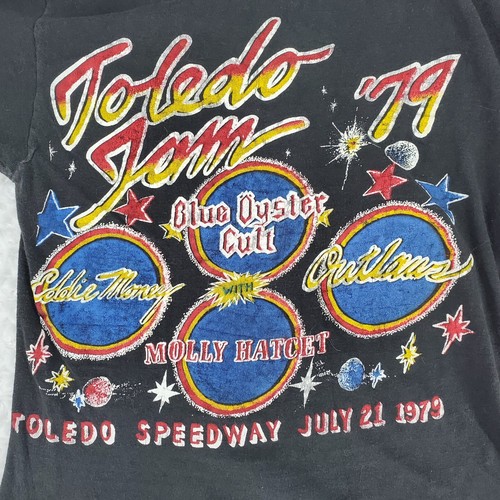 Toledo '79
Jam
Blue Oyster
Cult
Eddie Money
Outlaws
WITH
MOLLY HATCET
TOLEDO SPEEDWAY JULY 21 1979